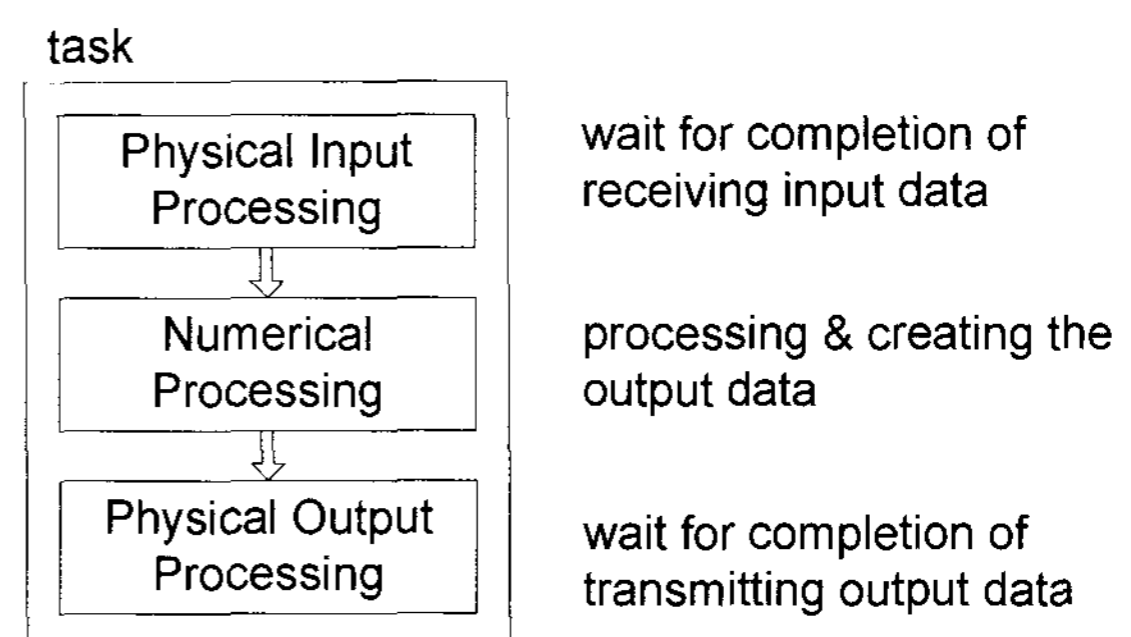 task
Physical Input
Processing
wait for completion of
receiving input data
Numerical
Processing
processing & creating the
output data
Physical Output
Processing
wait for completion of
transmitting output data